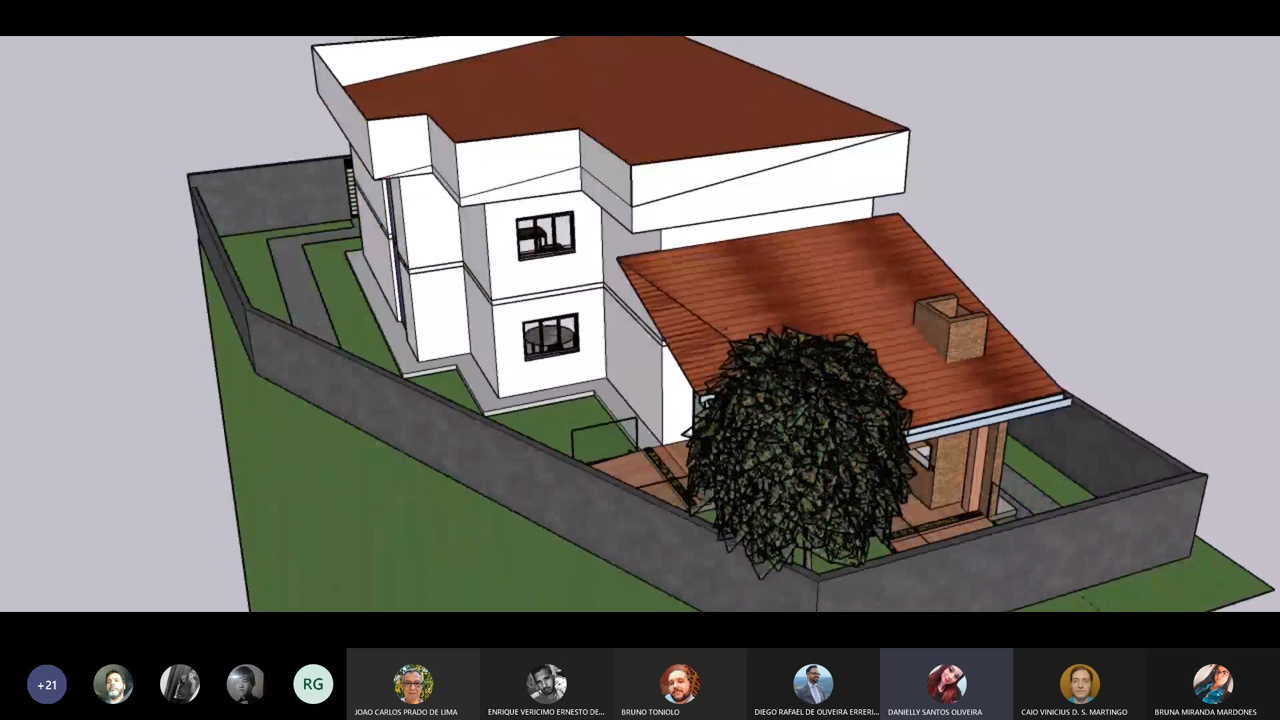 +21
RG
JOAO CARLOS PRADO DE LIMA
ENRIQUE VERICIMO ERNESTO DE...
BRUNO TONIOLO
DIEGO RAFAEL DE OLIVEIRA ERRERI...
DANIELLY SANTOS OLIVEIRA
CAIO VINICIUS D. S. MARTINGO
BRUNA MIRANDA MARDONES